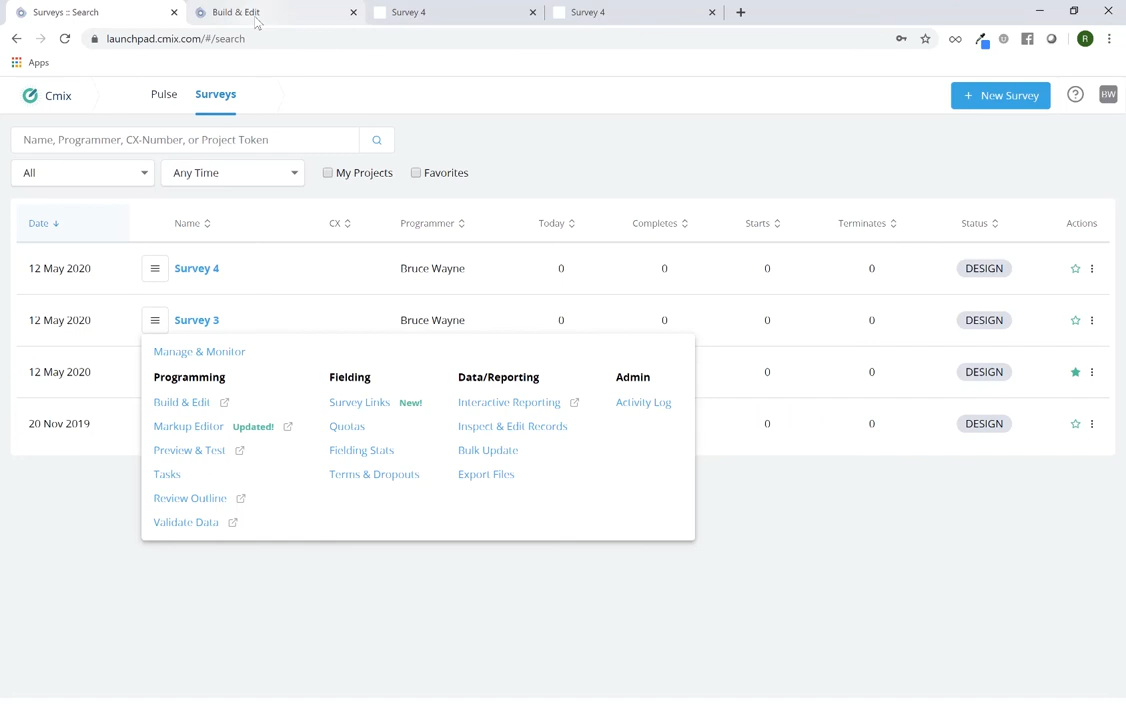 Surveys :: Search
Build & Edit
Survey 4
Survey 4
launchpad.cmix.com/#/search
R
Apps
Cmix
Pulse
Surveys
+ New Survey
BW
Name, Programmer, CX-Number, or Project Token
All
Any Time
My Projects
Favorites
Date Name CX Programmer Today Completes Starts Terminates Status Actions
12 May 2020 Survey 4 Bruce Wayne 0 0 0 0 DESIGN
12 May 2020 Survey 3 Bruce Wayne 0 0 0 0 DESIGN
12 May 2020 0 0 DESIGN
20 Nov 2019 0 0 DESIGN
Manage & Monitor
Programming Fielding Data/Reporting Admin
Build & Edit Survey Links New! Interactive Reporting Activity Log
Markup Editor Updated! Quotas Inspect & Edit Records
Preview & Test Fielding Stats Bulk Update
Tasks Terms & Dropouts Export Files
Review Outline
Validate Data